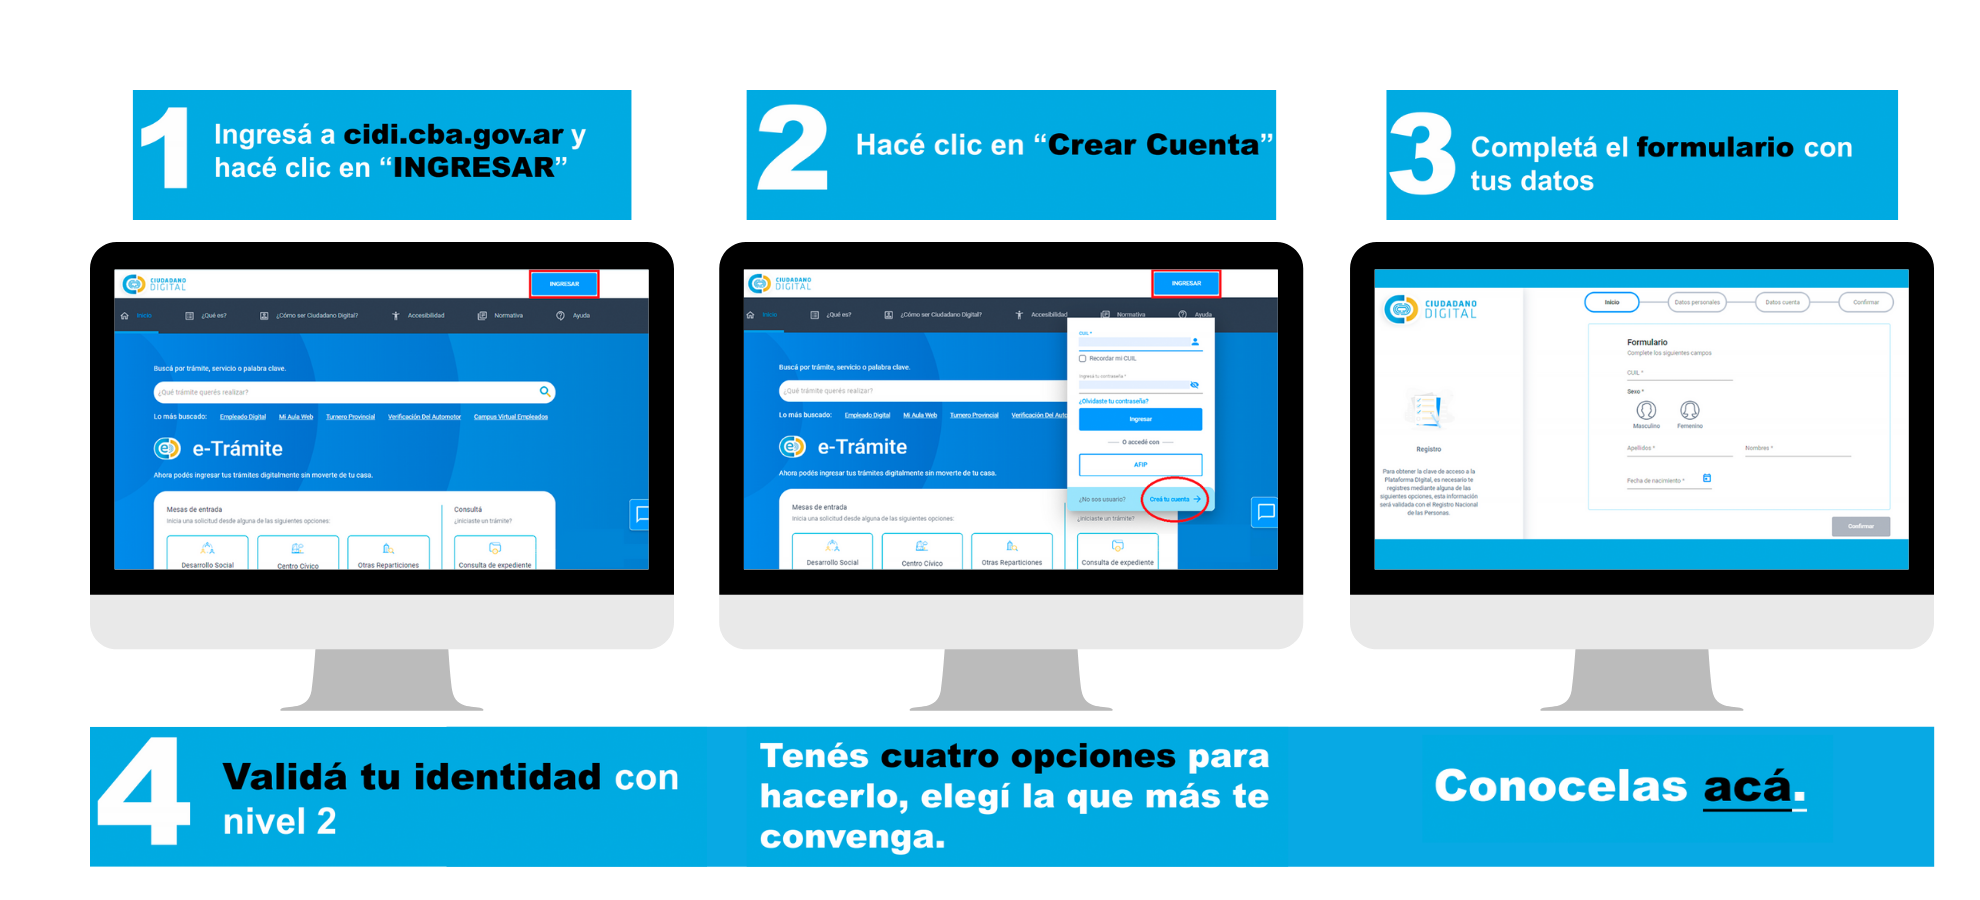 1
Ingresá a cidi.cba.gov.ar y
hacé clic en “INGRESAR”
2
Hacé clic en “Crear Cuenta”
3
Completá el formulario con
tus datos
CIUDADANO
DIGITAL
INGRESAR
Inicio
¿Qué es?
¿Cómo ser Ciudadano Digital?
Accesibilidad
Normativa
Ayuda
Buscá por trámite, servicio o palabra clave.
¿Qué trámite querés realizar?
Lo más buscado: Empleado Digital Mi Aula Web Turnero Provincial Verificación Del Automotor Campus Virtual Empleados
e-Trámite
Ahora podés ingresar tus trámites digitalmente sin moverte de tu casa.
Mesas de entrada
Inicia una solicitud desde alguna de las siguientes opciones:
Consultá
¿Iniciaste un trámite?
Desarrollo Social
Centro Cívico
Otras Reparticiones
Consulta de expediente
CIUDADANO
DIGITAL
INGRESAR
Inicio
¿Qué es?
¿Cómo ser Ciudadano Digital?
Accesibilidad
Normativa
Ayuda
Buscá por trámite, servicio o palabra clave.
¿Qué trámite querés realizar?
Lo más buscado: Empleado Digital Mi Aula Web Turnero Provincial Verificación Del Auto
e-Trámite
Ahora podés ingresar tus trámites digitalmente sin moverte de tu casa.
Mesas de entrada
Inicia una solicitud desde alguna de las siguientes opciones:
¿Iniciaste un trámite?
Desarrollo Social
Centro Cívico
Otras Reparticiones
Consulta de expediente
CUIL *
Recordar mi CUIL
Ingresá tu contraseña *
¿Olvidaste tu contraseña?
Ingresar
O accedé con
AFIP
¿No sos usuario? Creá tu cuenta
CIUDADANO
DIGITAL
Registro
Para obtener la clave de acceso a la
Plataforma Digital, es necesario te
registres mediante alguna de las
siguientes opciones, esta información
será validada con el Registro Nacional
de las Personas.
Inicio
Datos personales
Datos cuenta
Confirmar
Formulario
Complete los siguientes campos
CUIL *
Sexo *
Masculino
Femenino
Apellidos *
Nombres *
Fecha de nacimiento *
Confirmar
4
Validá tu identidad con
nivel 2
Tenés cuatro opciones para
hacerlo, elegí la que más te
convenga.
Conocelas acá.